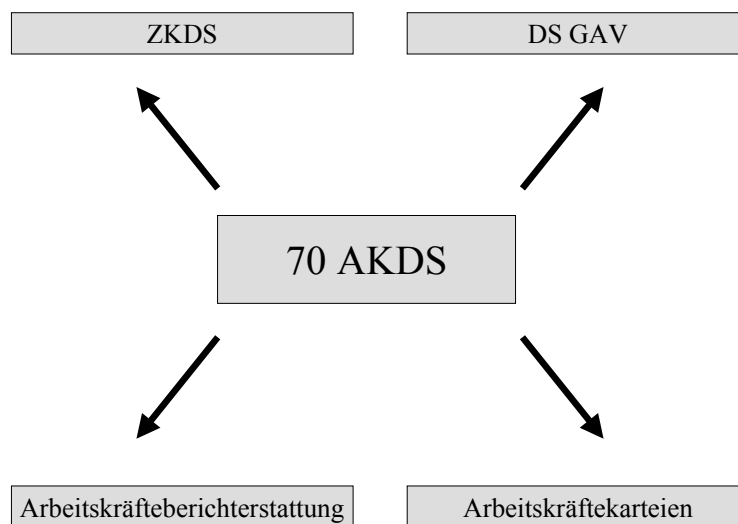 ZKDS
DS GAV
70 AKDS
Arbeitskräfteberichterstattung
Arbeitskräftekarteien